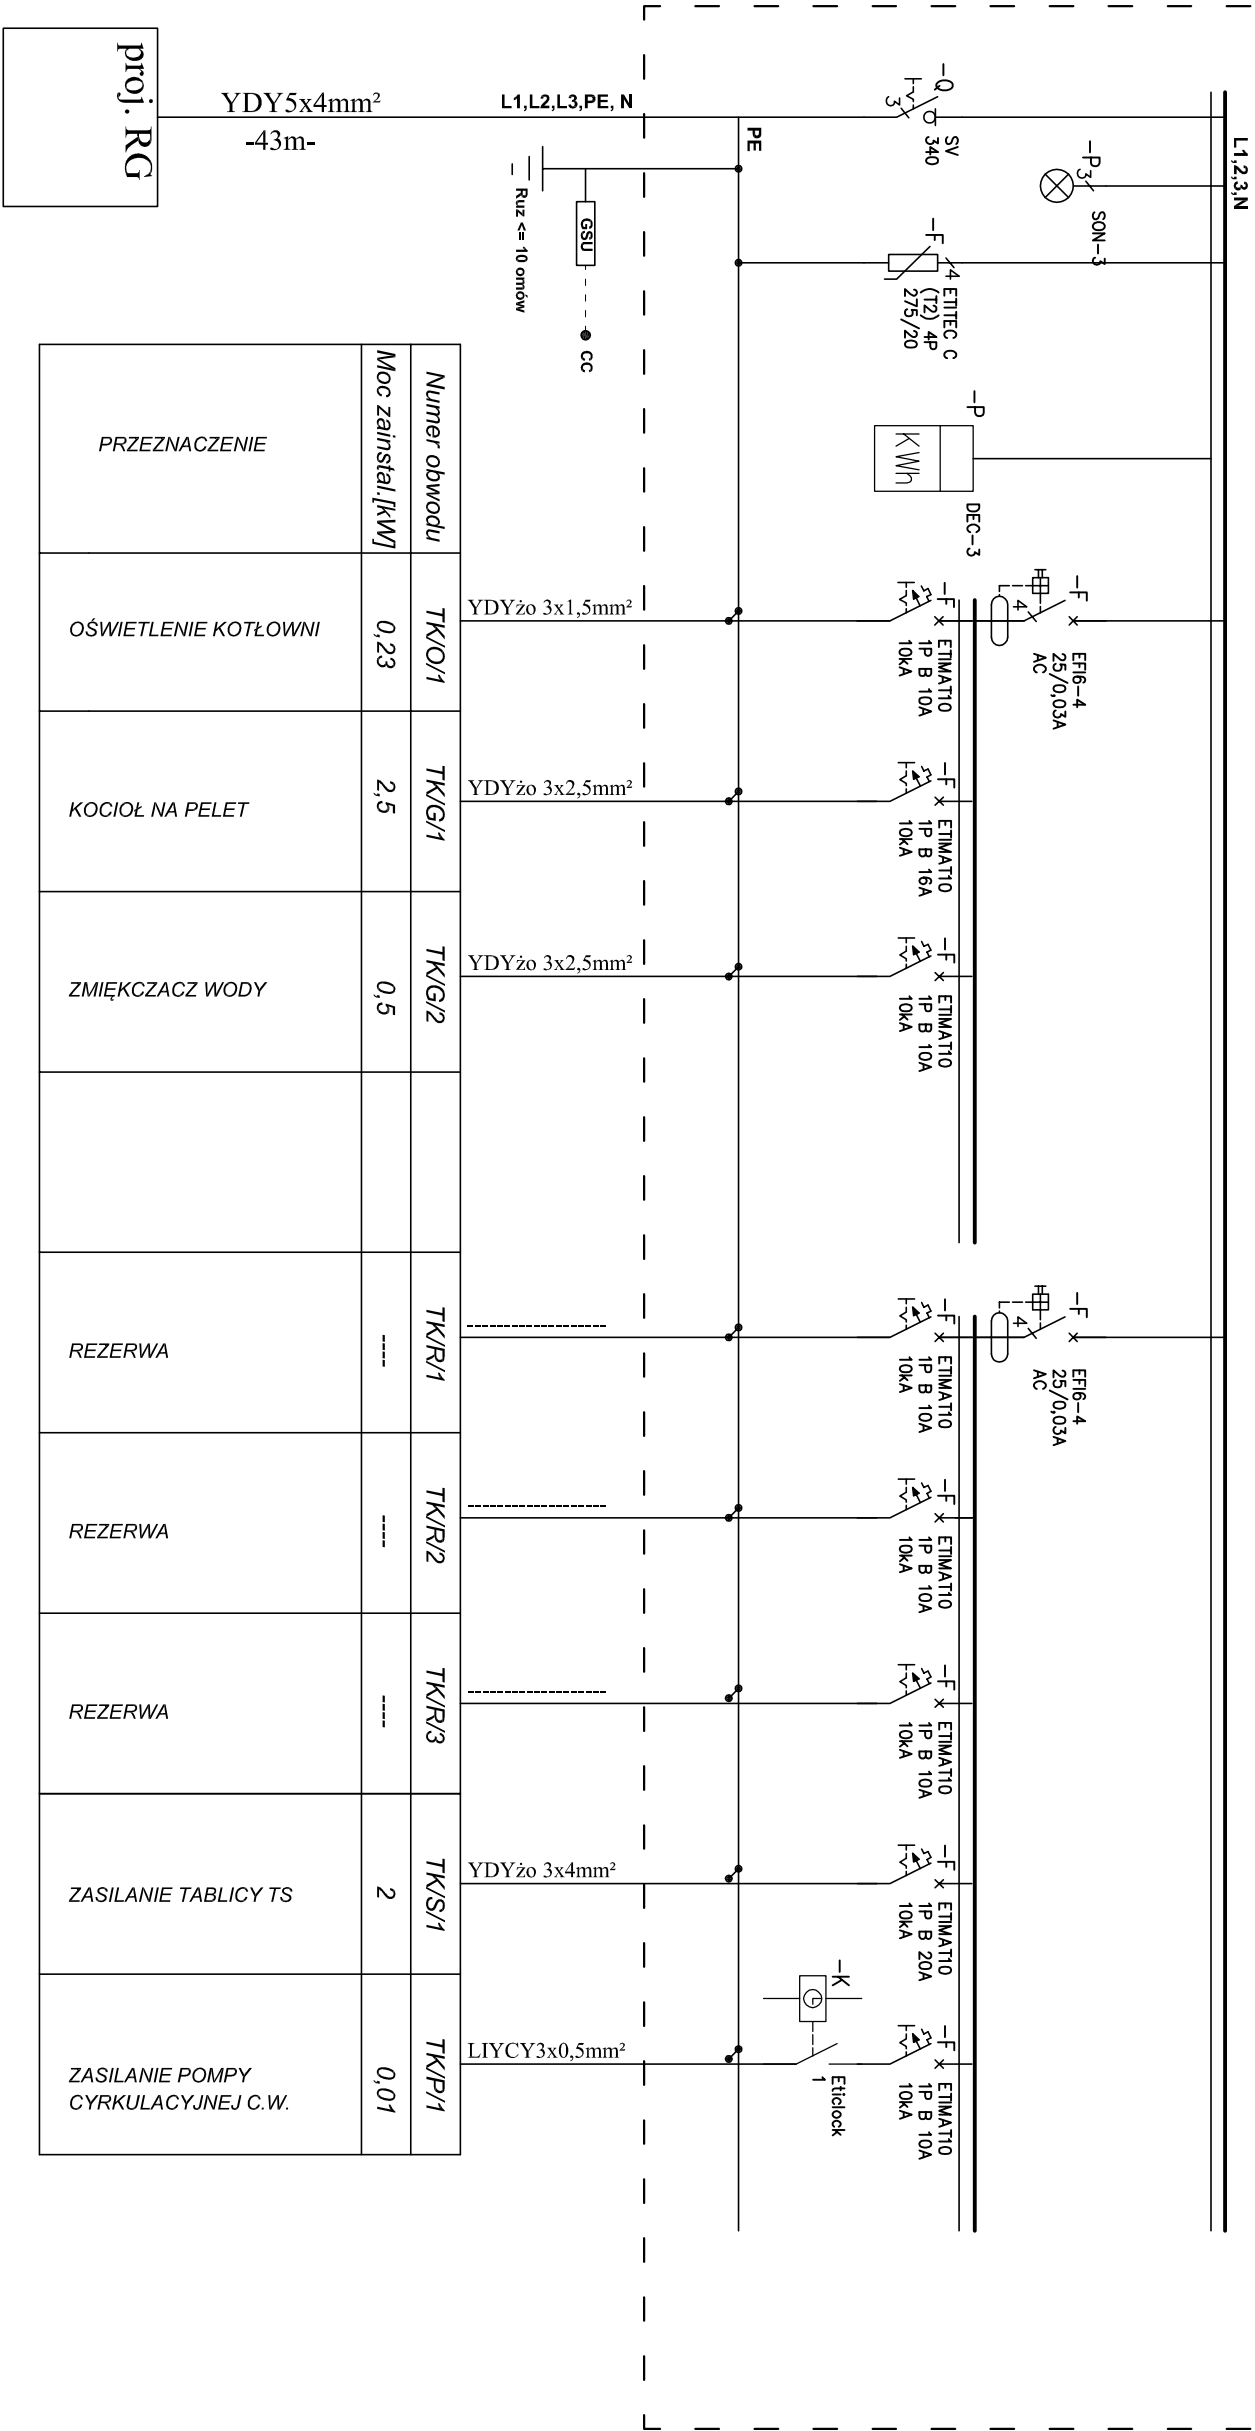 proj. RG
YDY5x4mm²
-43m-
L1,L2,L3,PE, N
PE
L1,2,3,N
-Q
3
SV
340
-P
3
SON-3
-F
4
ETITEC C
(T2) 4P
275/20
GSU
CC
Ruz <= 10 omów
-P
KWh
DEC-3
-F
4
EFI6-4
25/0,03A
AC
-F
ETIMAT10
1P B 10A
10kA
-F
ETIMAT10
1P B 16A
10kA
-F
ETIMAT10
1P B 10A
10kA
-F
4
EFI6-4
25/0,03A
AC
-F
ETIMAT10
1P B 10A
10kA
-F
ETIMAT10
1P B 10A
10kA
-F
ETIMAT10
1P B 10A
10kA
-F
ETIMAT10
1P B 20A
10kA
-F
ETIMAT10
1P B 10A
10kA
-K
Eticlock
1
YDYżo 3x1,5mm²
YDYżo 3x2,5mm²
YDYżo 3x2,5mm²
--------------------
--------------------
--------------------
YDYżo 3x4mm²
LIYCY3x0,5mm²
Numer obwodu
Moc zainstal.[kW]
PRZEZNACZENIE
TK/O/1
0,23
OŚWIETLENIE KOTŁOWNI
TK/G/1
2,5
KOCIOŁ NA PELET
TK/G/2
0,5
ZMIĘKCZACZ WODY
TK/R/1
----
REZERWA
TK/R/2
----
REZERWA
TK/R/3
----
REZERWA
TK/S/1
2
ZASILANIE TABLICY TS
TK/P/1
0,01
ZASILANIE POMPY
CYRKULACYJNEJ C.W.